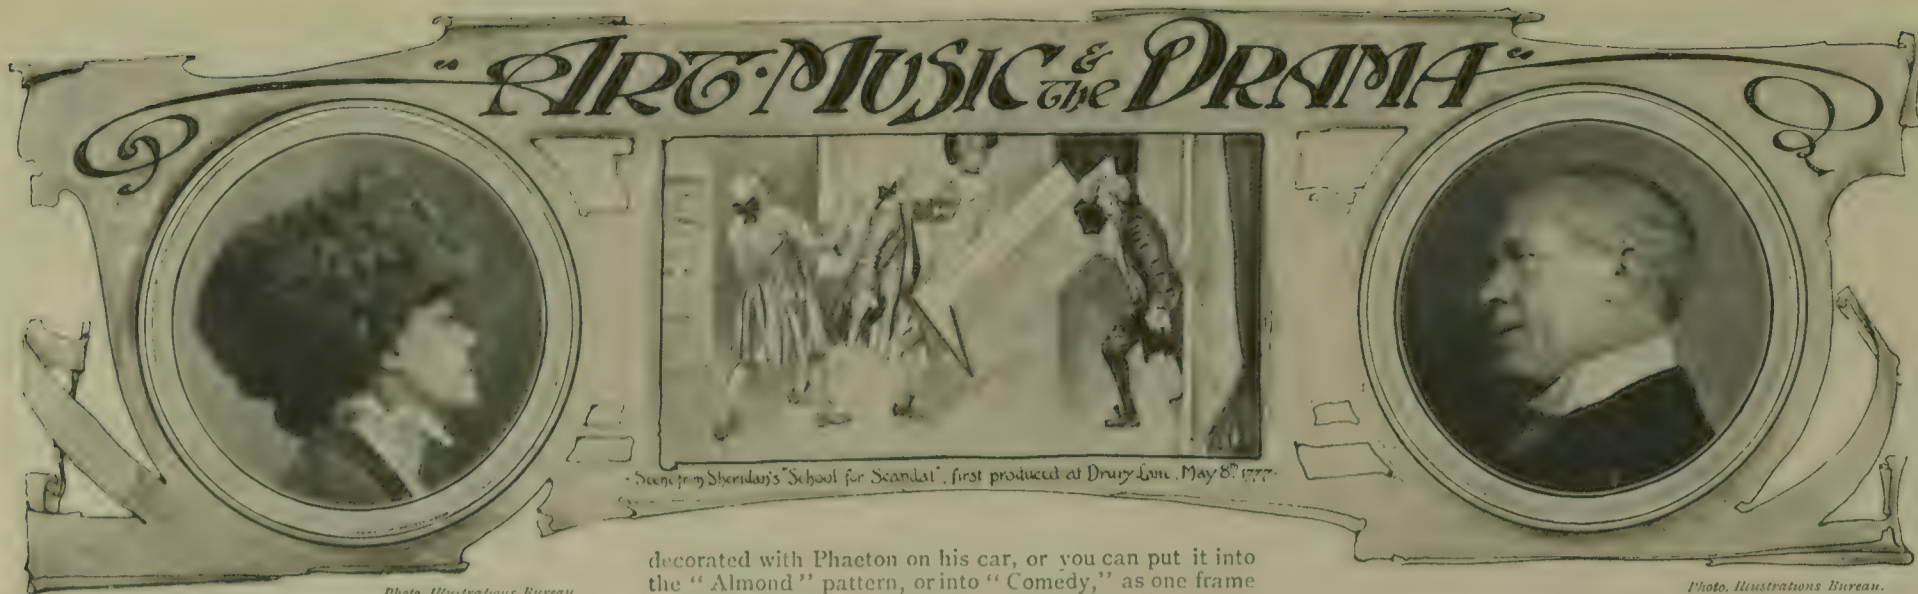 "ART · MUSIC & the DRAMA"
· Scene from Sheridan's "School for Scandal", first produced at Drury Lane, May 8th 1777 ·
Photo. Illustrations Bureau.
decorated with Phaeton on his car, or you can put it into
the "Almond" pattern, or into "Comedy," as one frame
Photo. Illustrations Bureau.